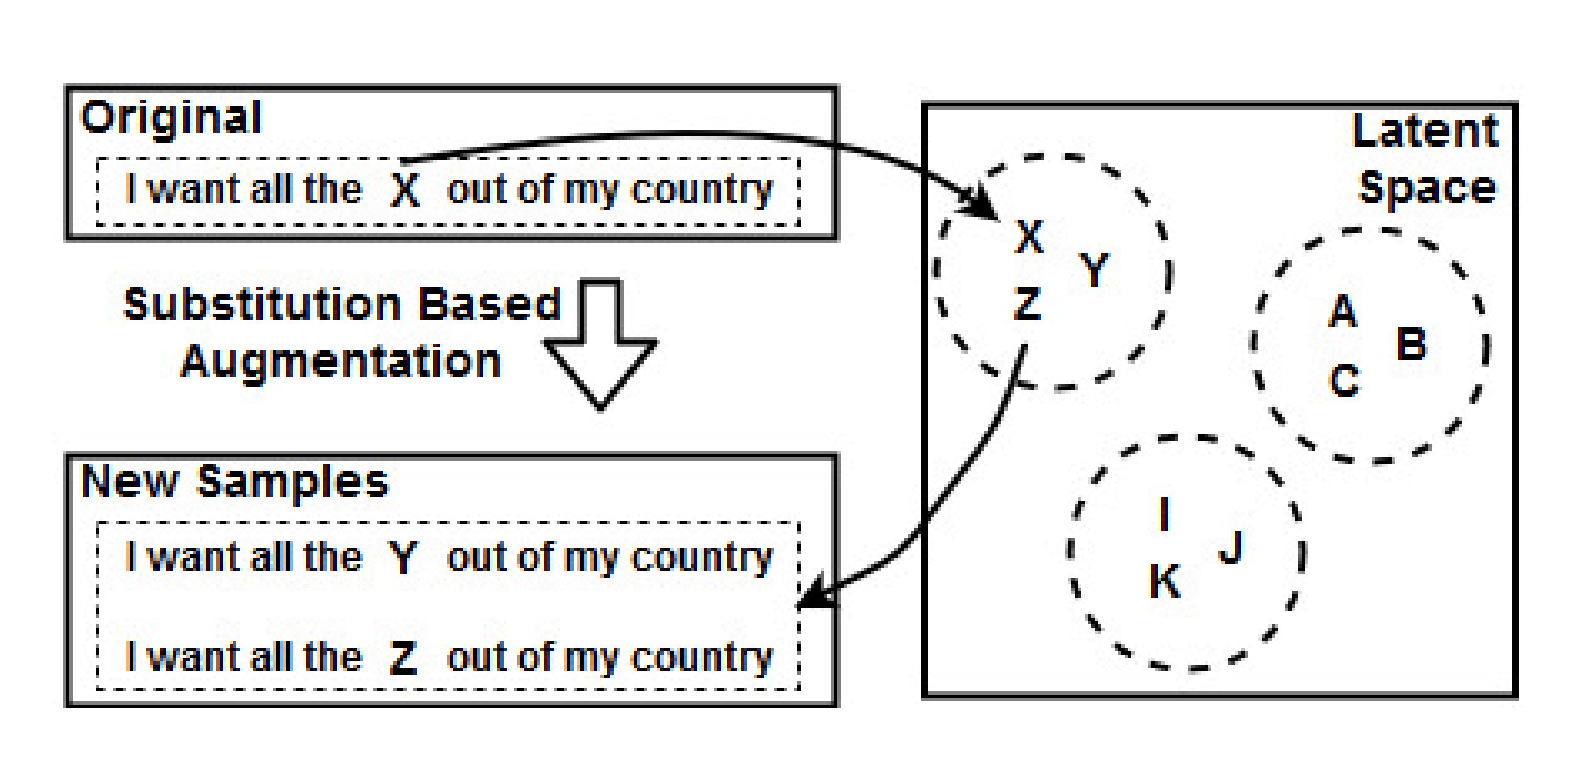 Original
I want all the X out of my country
Substitution Based
Augmentation
New Samples
I want all the Y out of my country
I want all the Z out of my country
Latent
Space
X
Y
Z
A
B
C
I
J
K